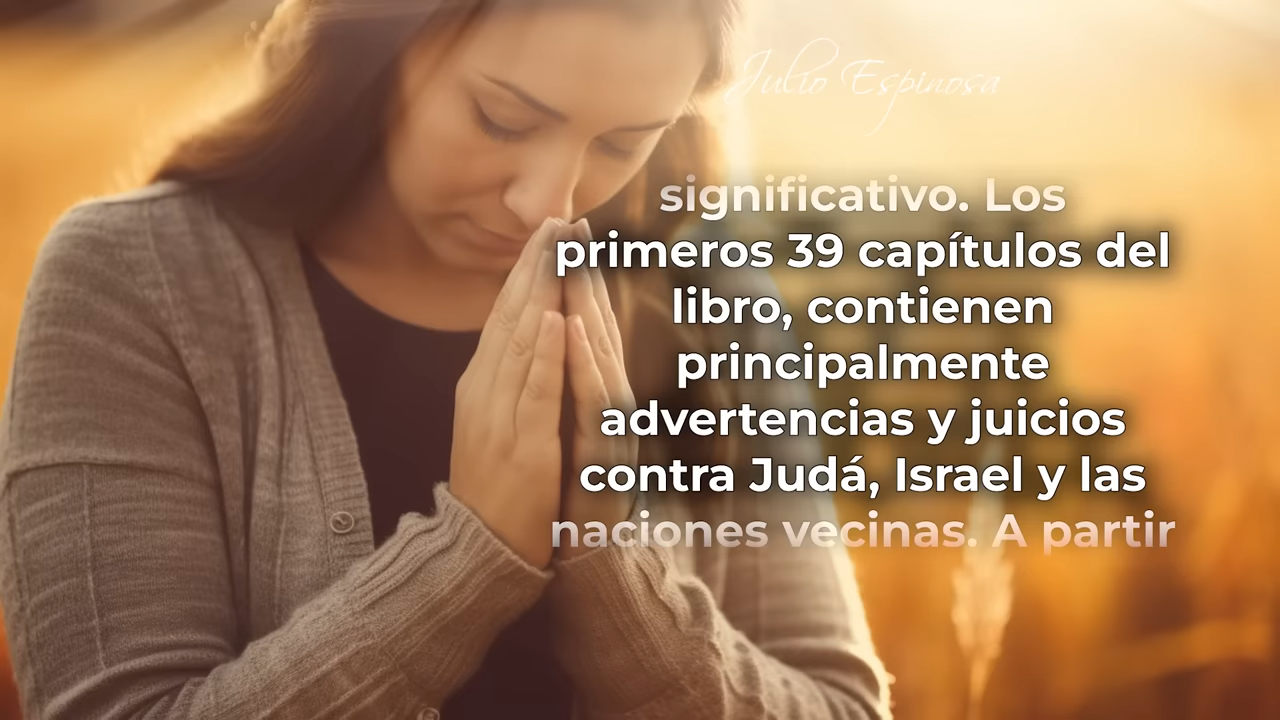 Julio Espinosa
significativo. Los
primeros 39 capítulos del
libro, contienen
principalmente
advertencias y juicios
contra Judá, Israel y las
naciones vecinas. A partir